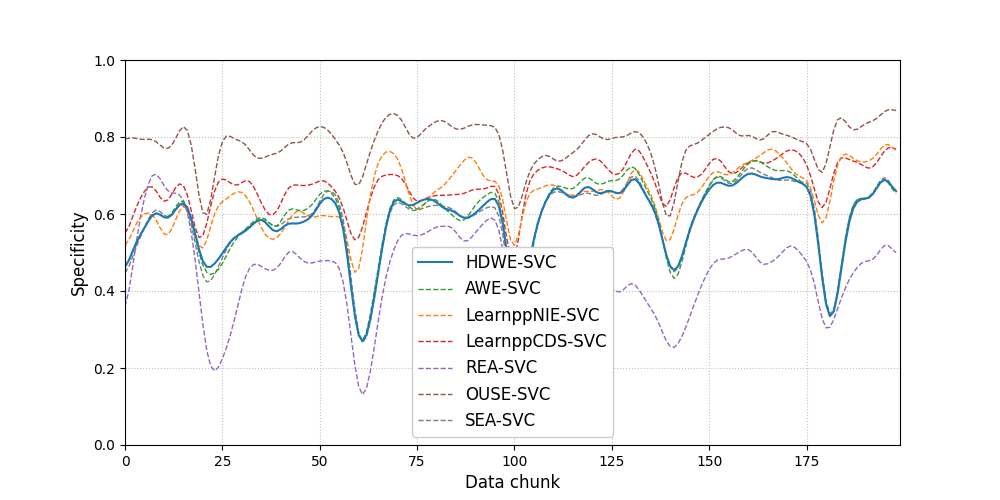 1.0
0.8
0.6
0.4
0.2
0.0
Specificity
HDWE-SVC
AWE-SVC
LearnppNIE-SVC
LearnppCDS-SVC
REA-SVC
OUSE-SVC
SEA-SVC
0 25 50 75 100 125 150 175
Data chunk